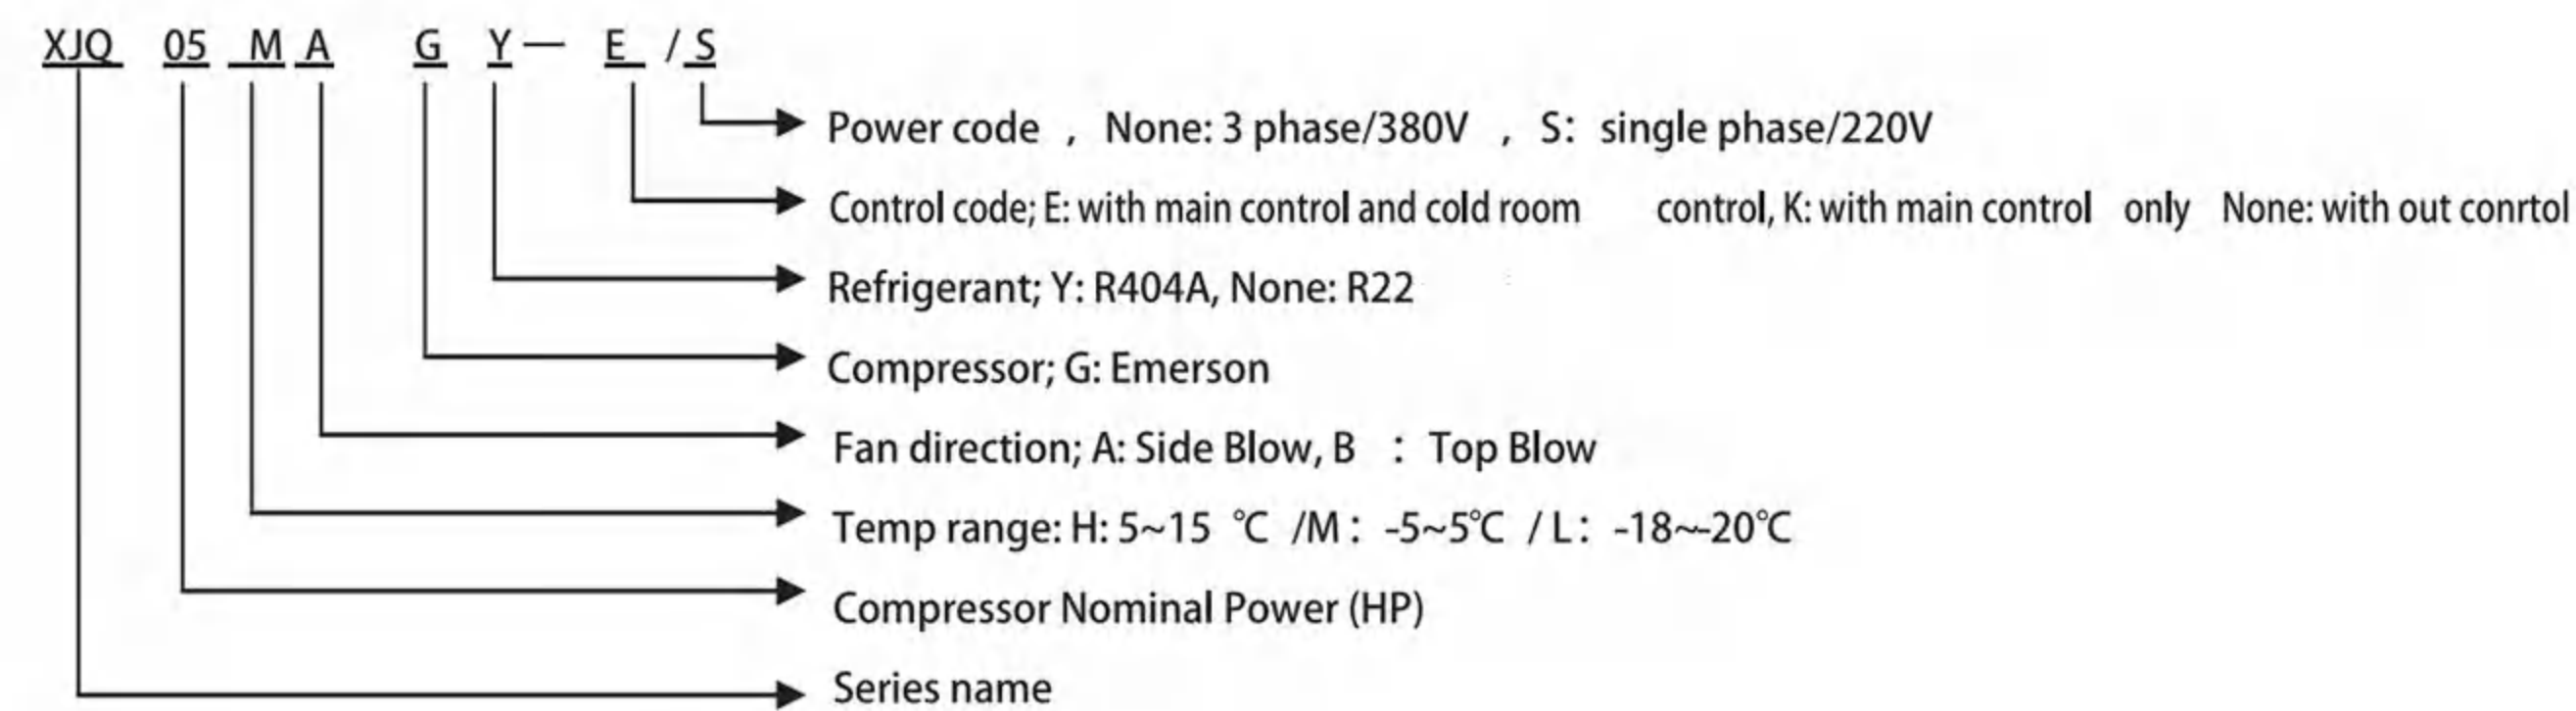 XJQ 05 M A G Y— E / S
Power code , None: 3 phase/380V , S: single phase/220V
Control code; E: with main control and cold room control, K: with main control only None: with out conrtol
Refrigerant; Y: R404A, None: R22
Compressor; G: Emerson
Fan direction; A: Side Blow, B : Top Blow
Temp range: H: 5~15 ℃ /M: -5~5℃ / L: -18~-20℃
Compressor Nominal Power (HP)
Series name